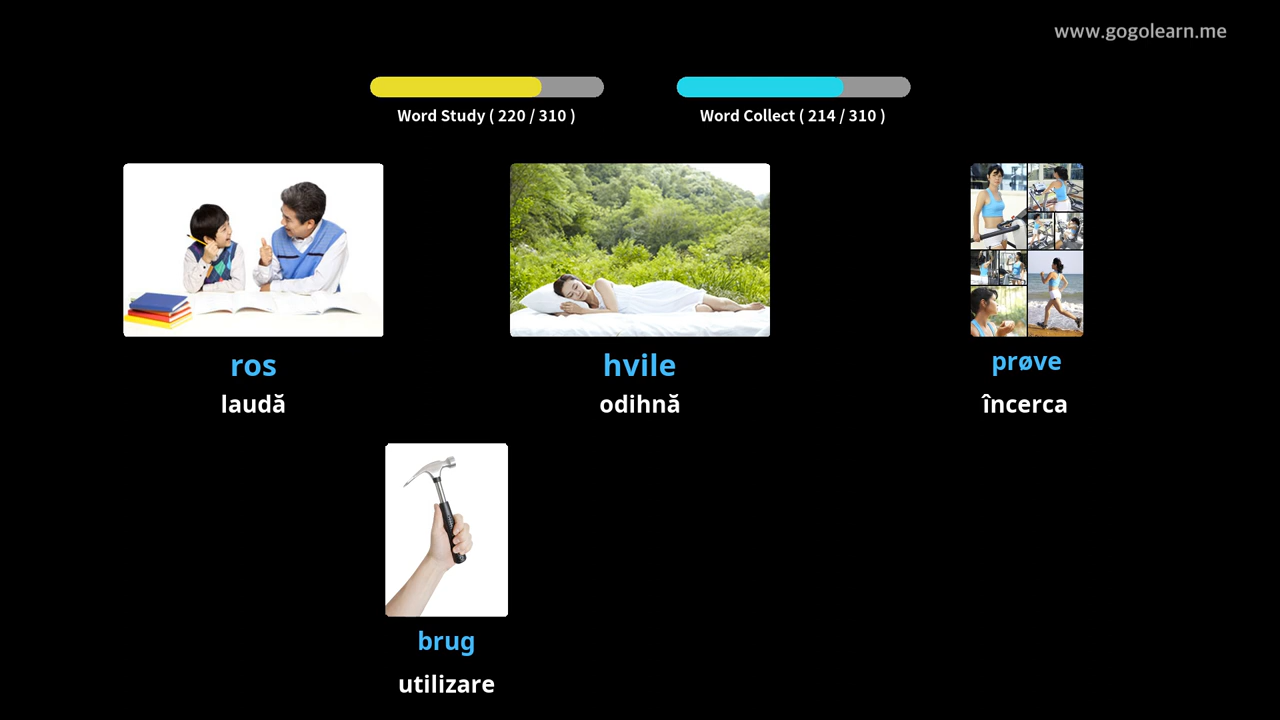 www.gogolearn.me
Word Study ( 220 / 310 )
Word Collect ( 214 / 310 )
ros
laudă
hvile
odihnă
prøve
încerca
brug
utilizare